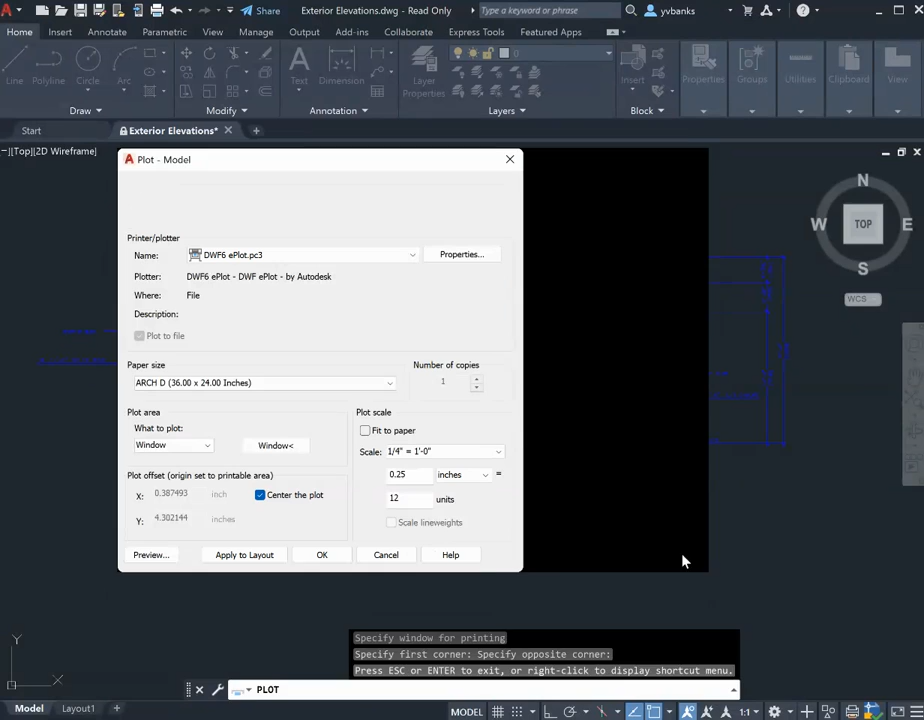 Share
Exterior Elevations.dwg - Read Only
Type a keyword or phrase
yvbanks
Home Insert Annotate Parametric View Manage Output Add-ins Collaborate Express Tools Featured Apps
Line Polyline Circle Arc Text Dimension Layer Properties 0 Insert Properties Groups Utilities Clipboard View
Draw Modify Annotation Layers Block
Start Exterior Elevations*
[Top][2D Wireframe]
Plot - Model
Printer/plotter
Name: DWF6 ePlot.pc3 Properties...
Plotter: DWF6 ePlot - DWF ePlot - by Autodesk
Where: File
Description:
Plot to file
Paper size Number of copies
ARCH D (36.00 x 24.00 Inches) 1
Plot area Plot scale
What to plot: Fit to paper
Window Window< Scale: 1/4" = 1'-0"
Plot offset (origin set to printable area) 0.25 inches =
X: 0.387493 inch Center the plot 12 units
Y: 4.302144 inches Scale lineweights
Preview... Apply to Layout OK Cancel Help
N
W TOP E
S
WCS
Y
X
Specify window for printing
Specify first corner: Specify opposite corner:
Press ESC or ENTER to exit, or right-click to display shortcut menu.
PLOT
Model Layout1 MODEL 1:1